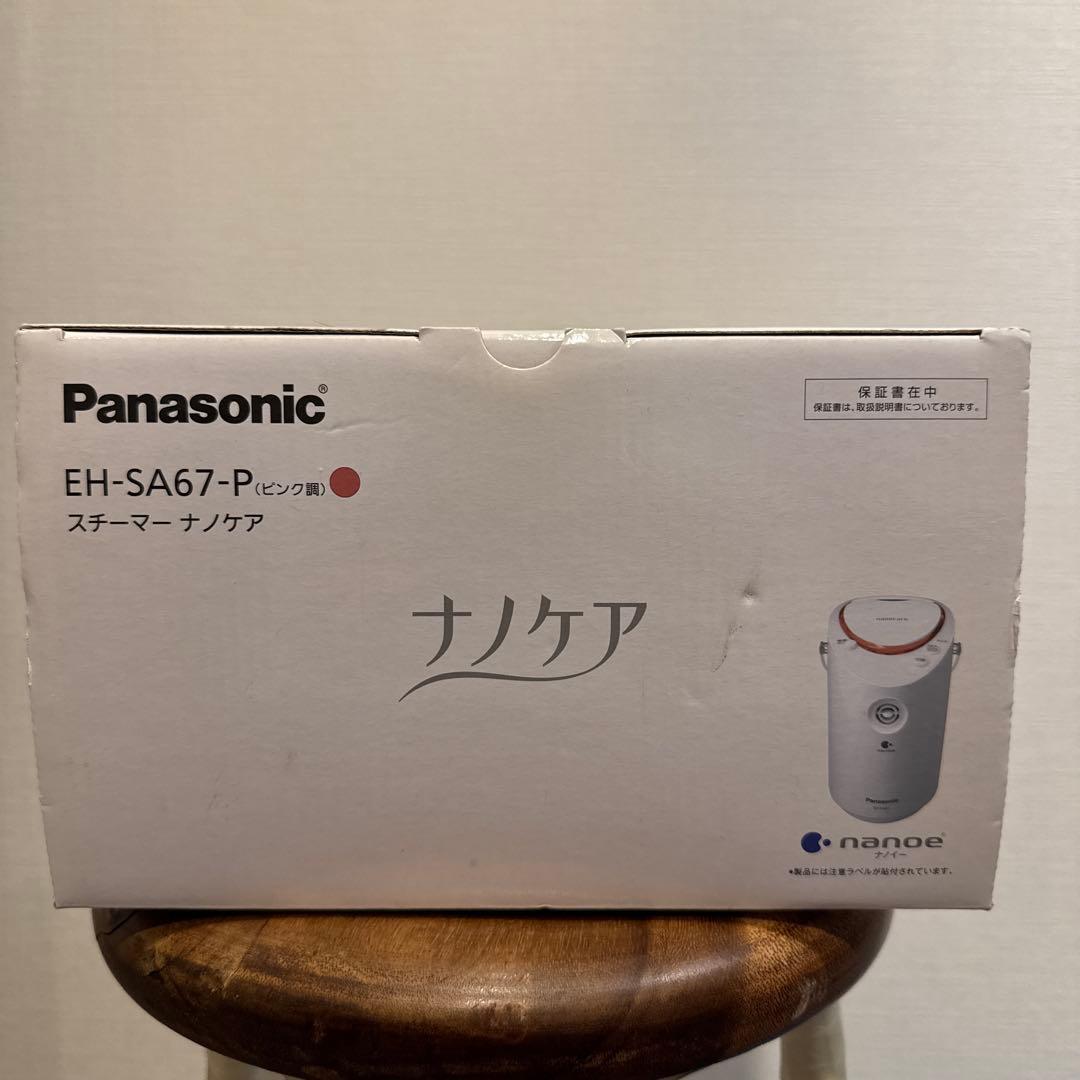 Panasonic®
EH-SA67-P(ピンク調)
スチーマー ナノケア
保証書在中
保証書は、取扱説明書についております。
ナノケア
nanocare
Panasonic
nanoe®
ナノイー
*製品には注意ラベルが貼付されています。